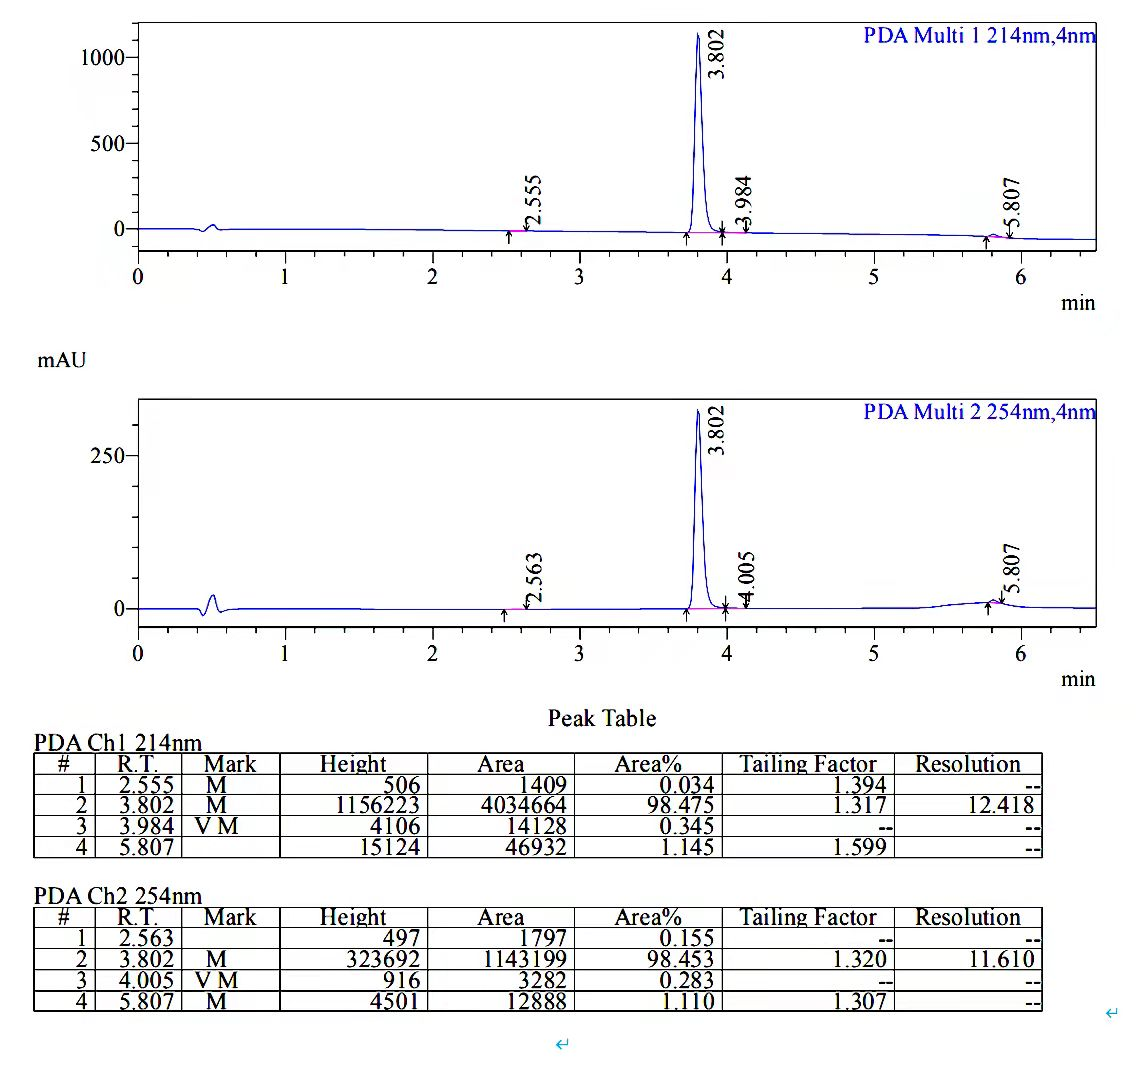 PDA Multi 1 214nm,4nm
1000
500
0
3.802
2.555
3.984
5.807
0 1 2 3 4 5 6
min
mAU
PDA Multi 2 254nm,4nm
250
0
3.802
2.563
4.005
5.807
0 1 2 3 4 5 6
min
Peak Table
PDA Ch1 214nm
# R.T. Mark Height Area Area% Tailing Factor Resolution
1 2.555 M 506 1409 0.034 1.394 --
2 3.802 M 1156223 4034664 98.475 1.317 12.418
3 3.984 V M 4106 14128 0.345 -- --
4 5.807 15124 46932 1.145 1.599 --
PDA Ch2 254nm
# R.T. Mark Height Area Area% Tailing Factor Resolution
1 2.563 497 1797 0.155 -- --
2 3.802 M 323692 1143199 98.453 1.320 11.610
3 4.005 V M 916 3282 0.283 -- --
4 5.807 M 4501 12888 1.110 1.307 --